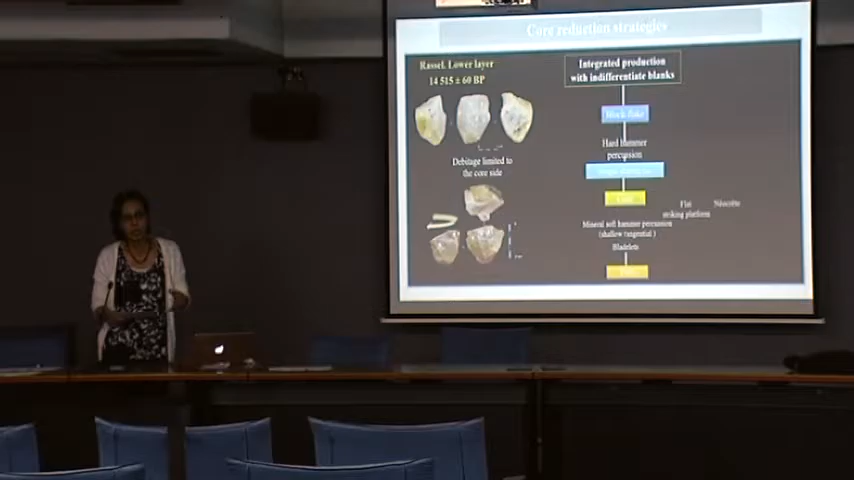 Core reduction strategies
Rassel. Lower layer
14 515 ± 60 BP
Debitage limited to
the core side
Integrated production
with indifferentiate blanks
Hard hammer
percussion
Flat
striking platform
Mineral soft hammer percussion
(shallow tangential)
Bladelets